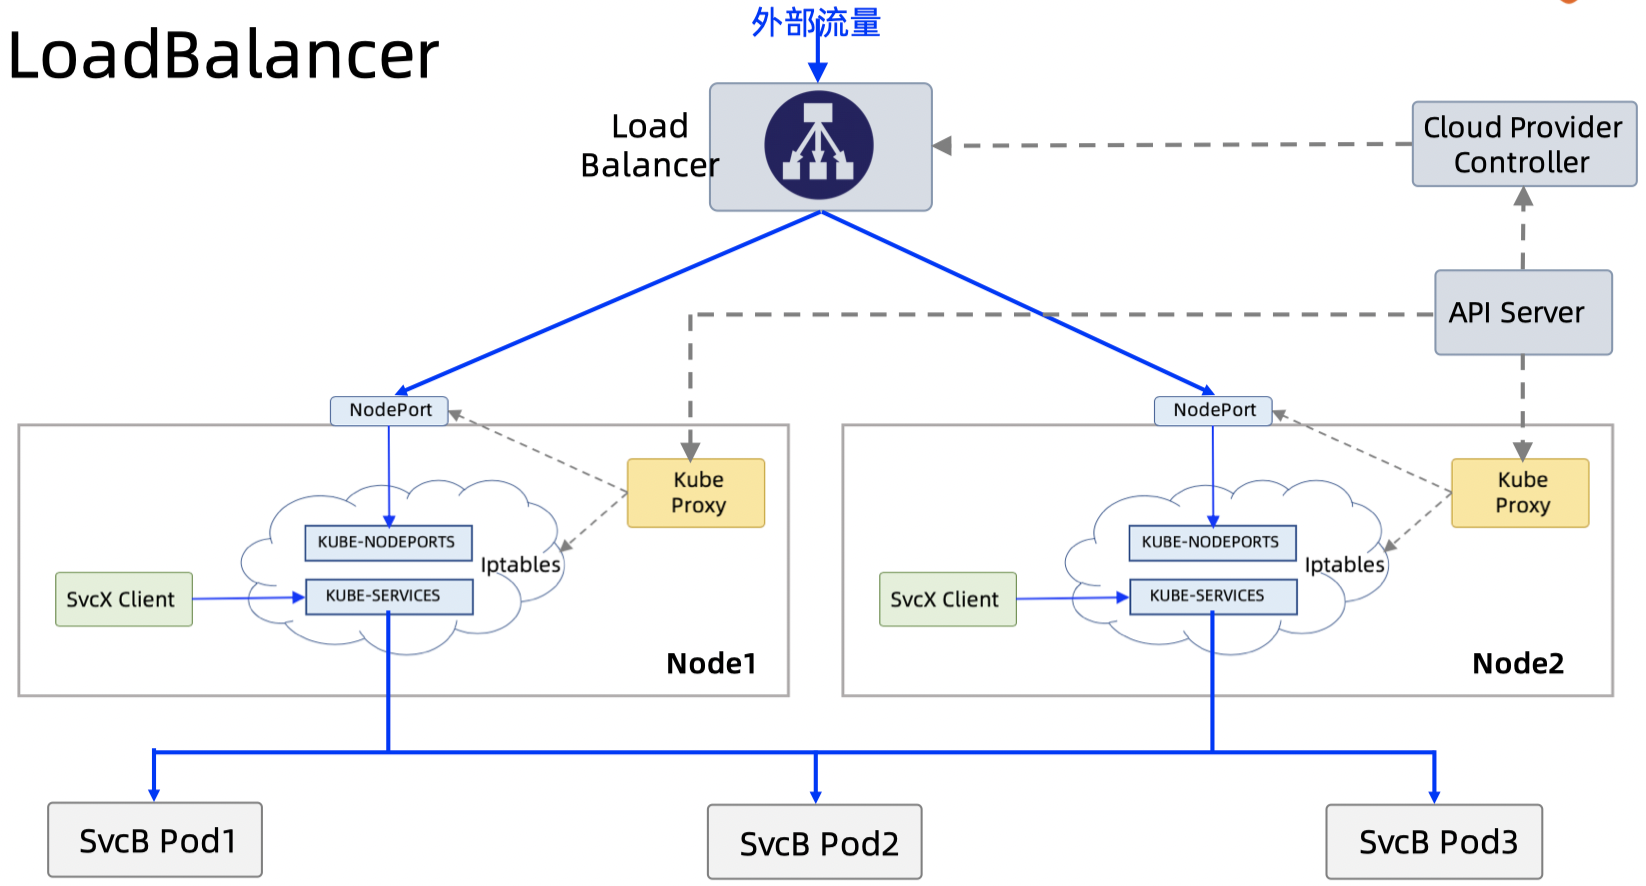 外部流量
LoadBalancer
Load
Balancer
Cloud Provider
Controller
API Server
NodePort
NodePort
Kube
Proxy
Kube
Proxy
KUBE-NODEPORTS
Iptables
KUBE-SERVICES
SvcX Client
Node1
KUBE-NODEPORTS
Iptables
KUBE-SERVICES
SvcX Client
Node2
SvcB Pod1
SvcB Pod2
SvcB Pod3